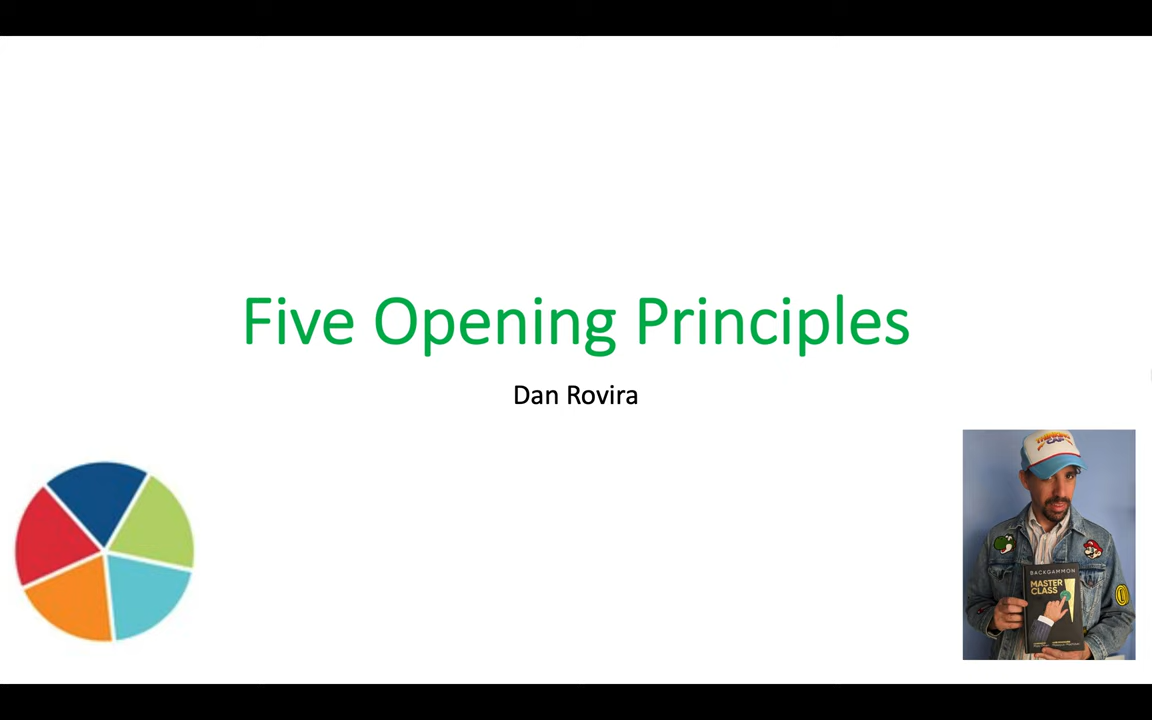 Five Opening Principles
Dan Rovira
BACKGAMMON
MASTER
CLASS